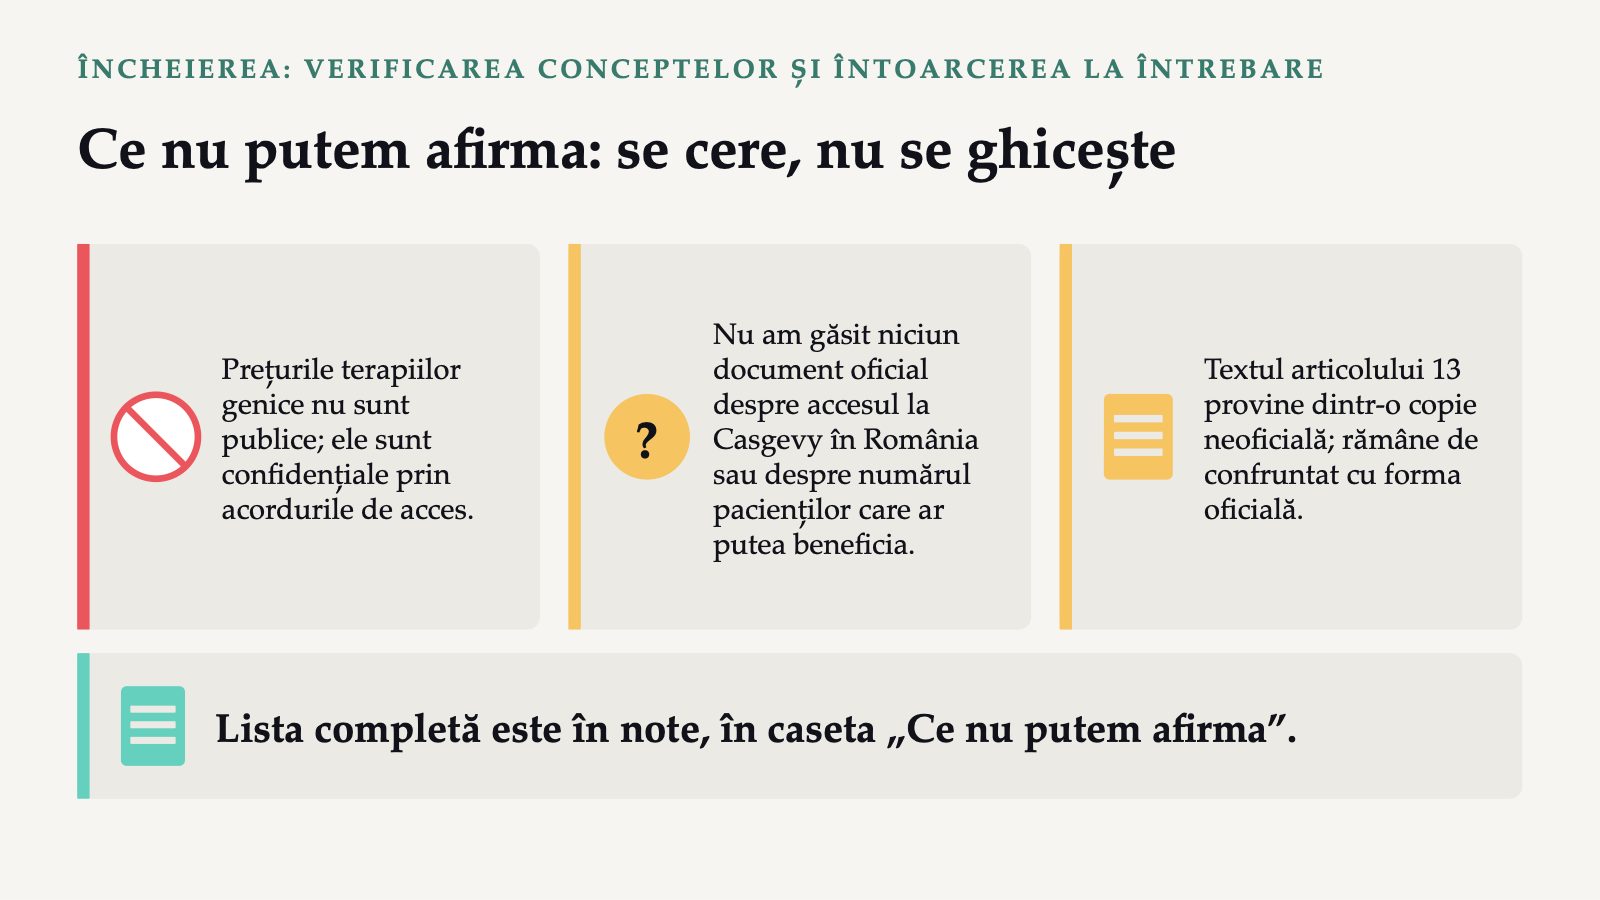 ÎNCHEIEREA: VERIFICAREA CONCEPTELOR ȘI ÎNTOARCEREA LA ÎNTREBARE
Ce nu putem afirma: se cere, nu se ghicește
Prețurile terapiilor
genice nu sunt
publice; ele sunt
confidențiale prin
acordurile de acces.
?
Nu am găsit niciun
document oficial
despre accesul la
Casgevy în România
sau despre numărul
pacienților care ar
putea beneficia.
Textul articolului 13
provine dintr-o copie
neoficială; rămâne de
confruntat cu forma
oficială.
Lista completă este în note, în caseta „Ce nu putem afirma”.